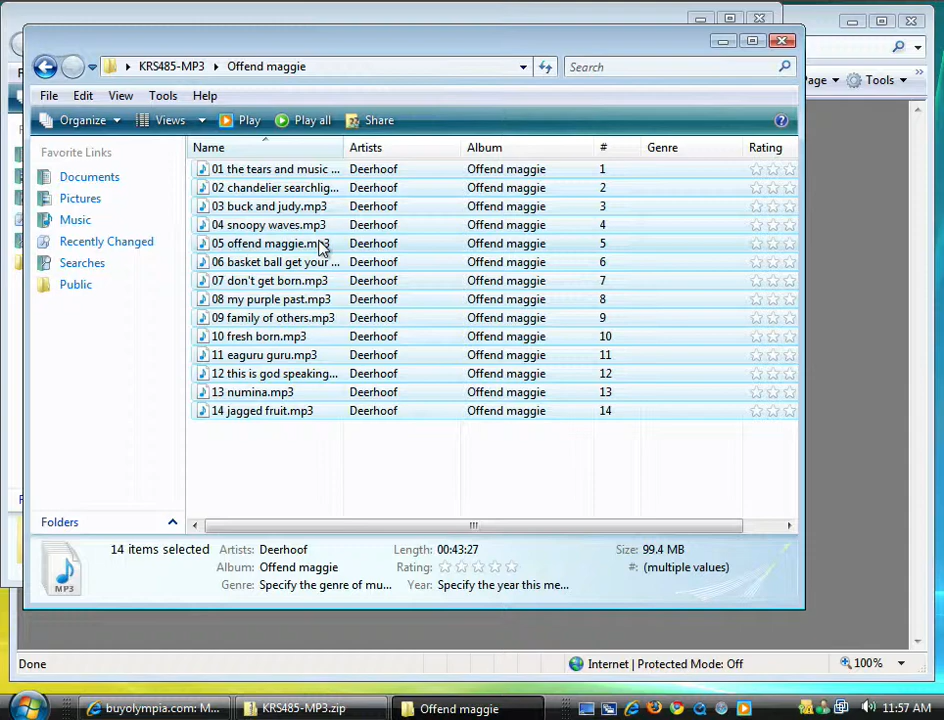 KRS485-MP3 Offend maggie Search
File Edit View Tools Help
Page Tools
Organize Views Play Play all Share
Favorite Links
Documents
Pictures
Music
Recently Changed
Searches
Public
Folders
Name Artists Album # Genre Rating
01 the tears and music ... Deerhoof Offend maggie 1
02 chandelier searchlig... Deerhoof Offend maggie 2
03 buck and judy.mp3 Deerhoof Offend maggie 3
04 snoopy waves.mp3 Deerhoof Offend maggie 4
05 offend maggie.mp3 Deerhoof Offend maggie 5
06 basket ball get your ... Deerhoof Offend maggie 6
07 don't get born.mp3 Deerhoof Offend maggie 7
08 my purple past.mp3 Deerhoof Offend maggie 8
09 family of others.mp3 Deerhoof Offend maggie 9
10 fresh born.mp3 Deerhoof Offend maggie 10
11 eaguru guru.mp3 Deerhoof Offend maggie 11
12 this is god speaking... Deerhoof Offend maggie 12
13 numina.mp3 Deerhoof Offend maggie 13
14 jagged fruit.mp3 Deerhoof Offend maggie 14
MP3
14 items selected Artists: Deerhoof Length: 00:43:27 Size: 99.4 MB
Album: Offend maggie Rating: #: (multiple values)
Genre: Specify the genre of mu... Year: Specify the year this me...
Done Internet | Protected Mode: Off 100%
buyolympia.com: M... KRS485-MP3.zip Offend maggie 11:57 AM